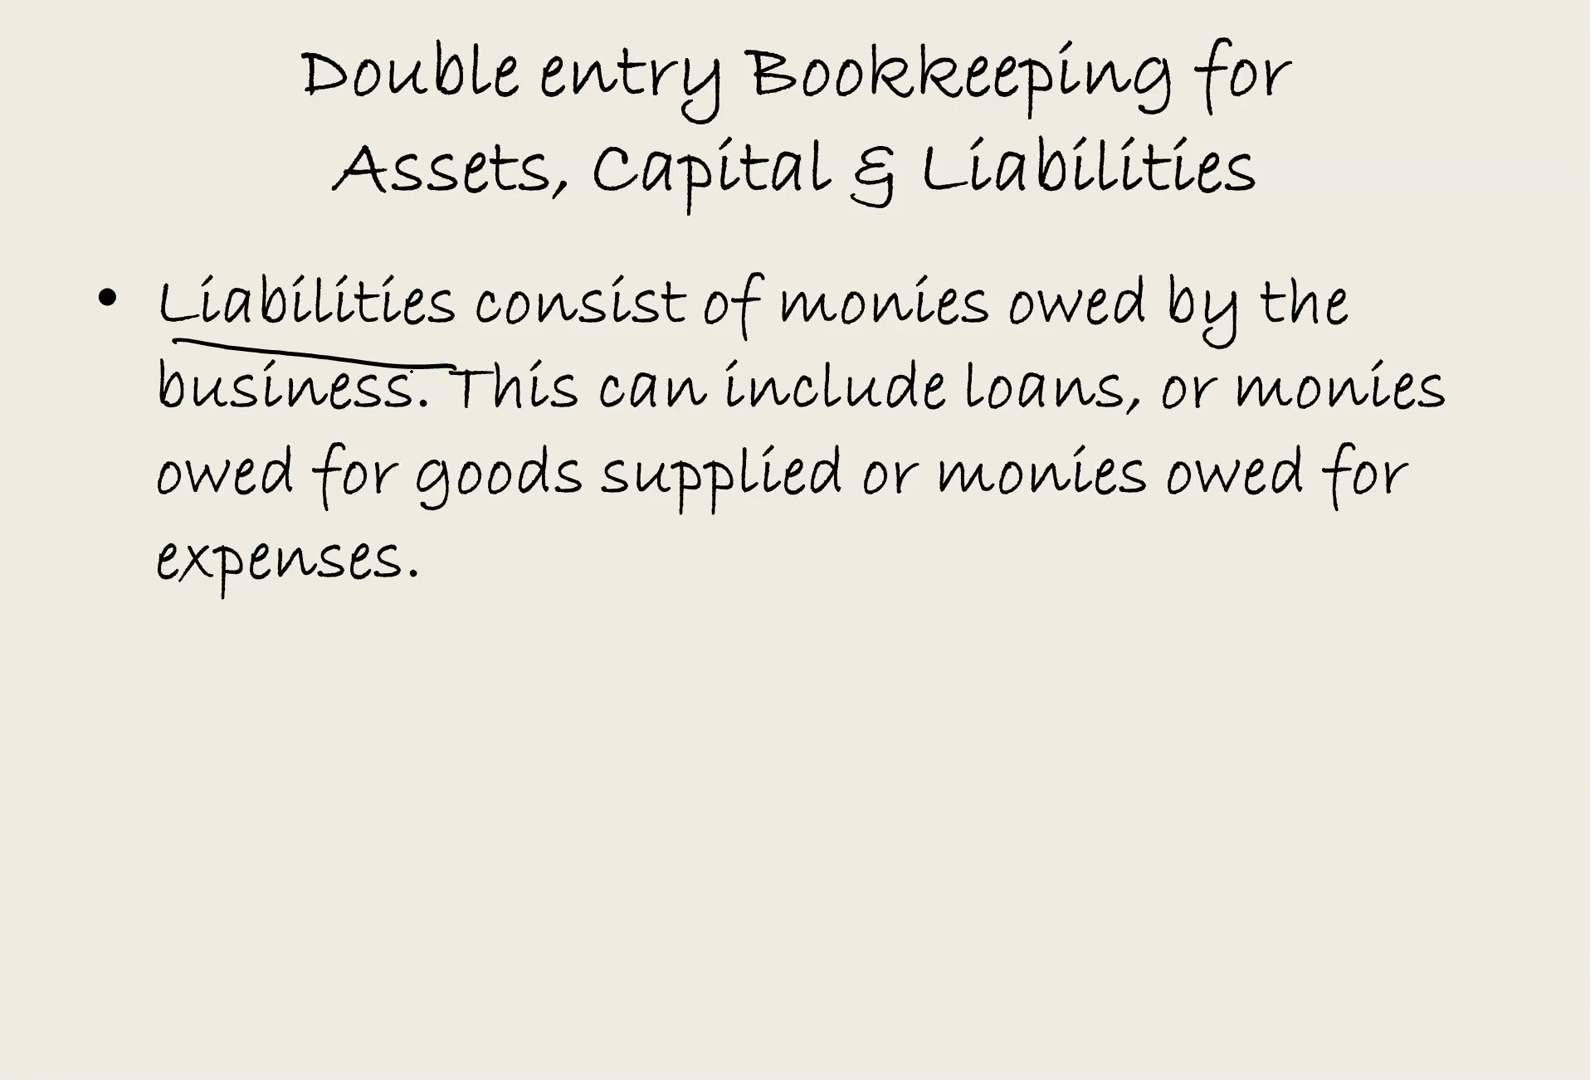 Double entry Bookkeeping for
Assets, Capital & Liabilities
• Liabilities consist of monies owed by the
business. This can include loans, or monies
owed for goods supplied or monies owed for
expenses.